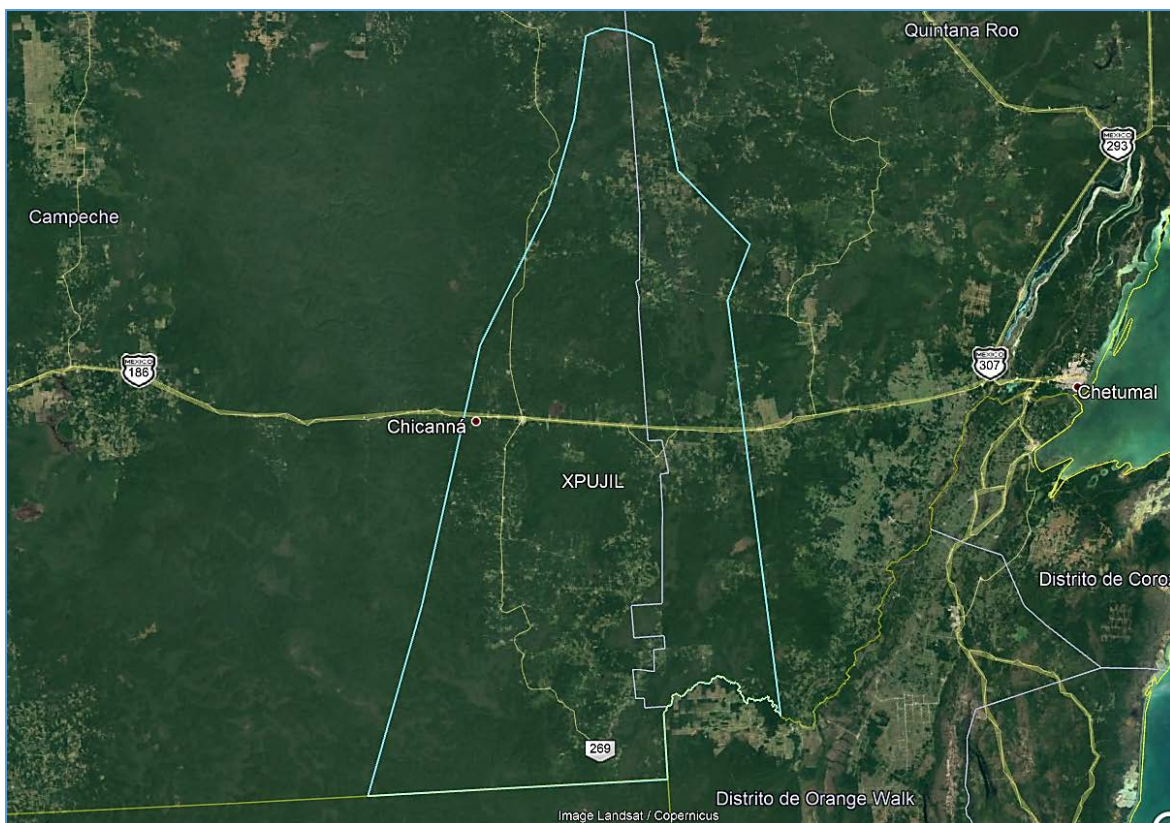 Quintana Roo
MEXICO
293
Campeche
MEXICO
186
MEXICO
307
Chetumal
Chicanná
XPUJIL
Distrito de Coroz
269
Distrito de Orange Walk
Image Landsat / Copernicus